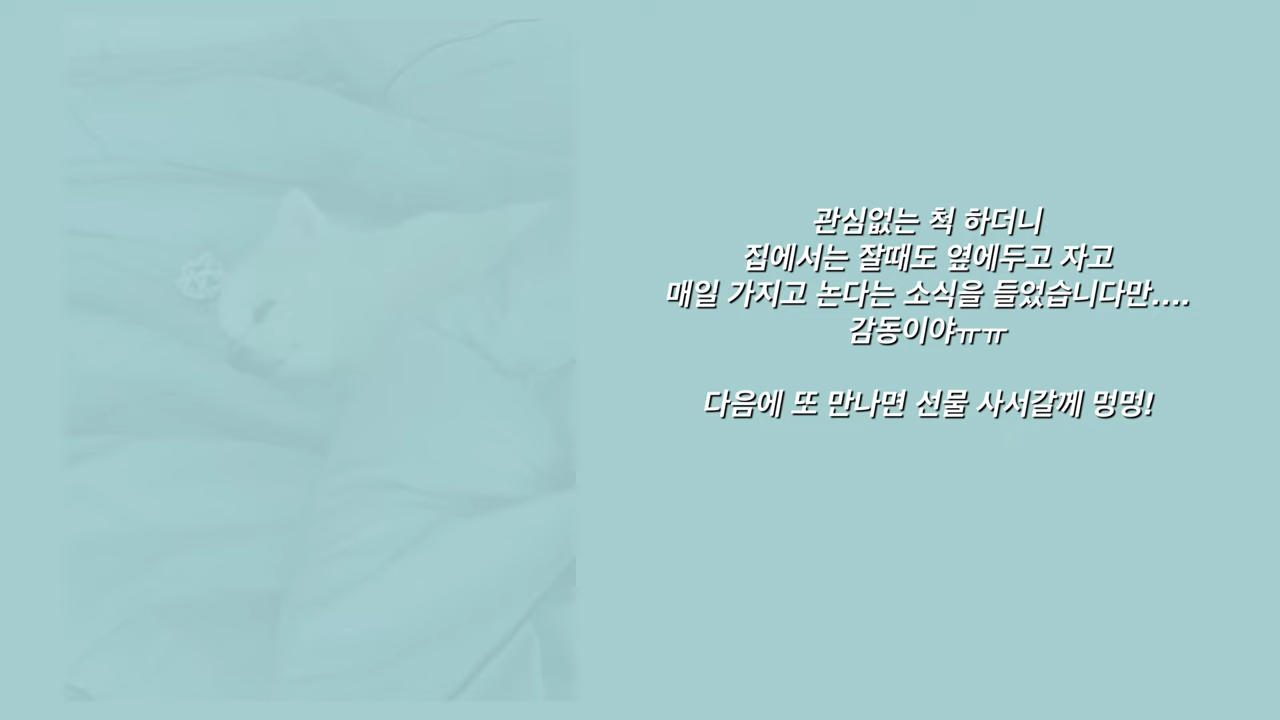 관심없는 척 하더니
집에서는 잘때도 옆에두고 자고
매일 가지고 논다는 소식을 들었습니다만....
감동이야ㅠㅠ
다음에 또 만나면 선물 사서갈께 멍멍!